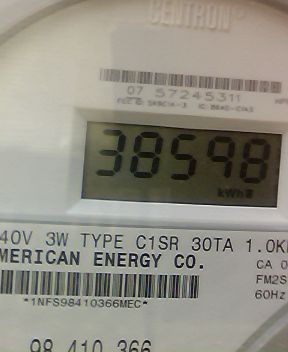 CENTRON®
07 57245311
38598
kWh
40V 3W TYPE C1SR 30TA 1.0K
MERICAN ENERGY CO.
CA 0
FM2S
*1NFS98410366MEC*
60Hz
98 410 366